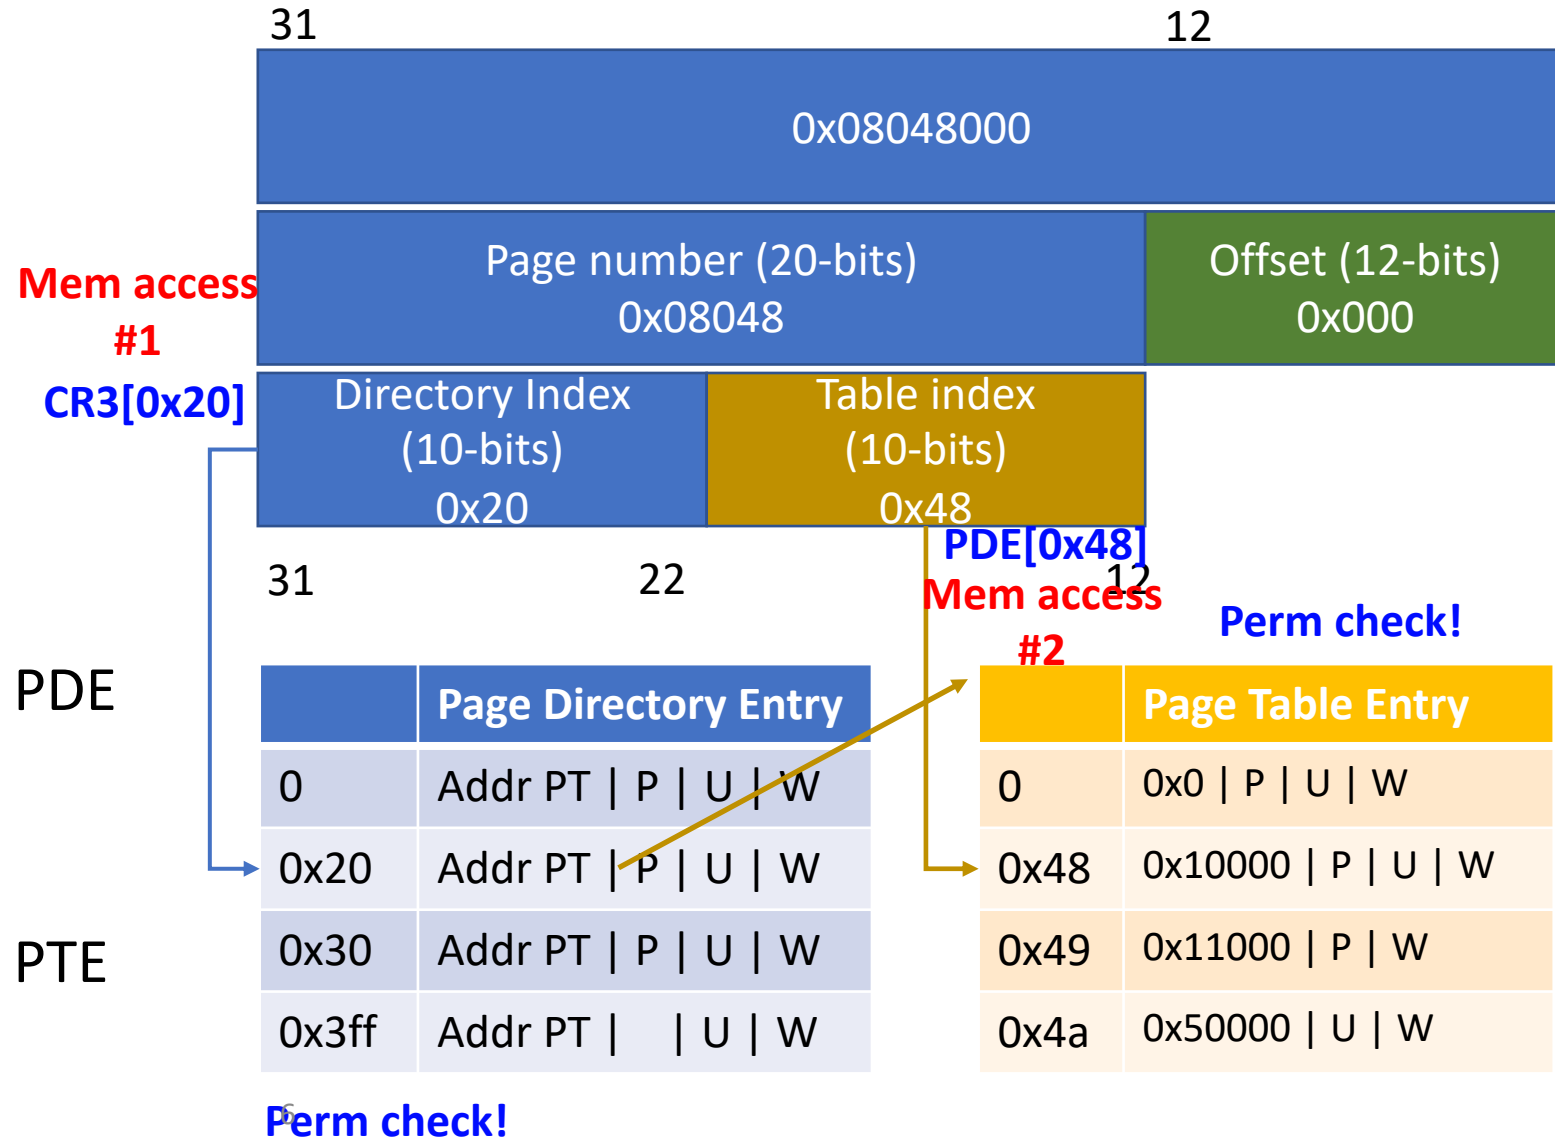 31 12
0x08048000
Page number (20-bits)
0x08048
Offset (12-bits)
0x000
Mem access
#1
CR3[0x20]
Directory Index
(10-bits)
0x20
Table index
(10-bits)
0x48
PDE[0x48]
31 22 12
Mem access
#2
Perm check!
PDE
PTE
Page Directory Entry
0 Addr PT | P | U | W
0x20 Addr PT | P | U | W
0x30 Addr PT | P | U | W
0x3ff Addr PT | | U | W
Page Table Entry
0 0x0 | P | U | W
0x48 0x10000 | P | U | W
0x49 0x11000 | P | W
0x4a 0x50000 | U | W
Perm check!
6